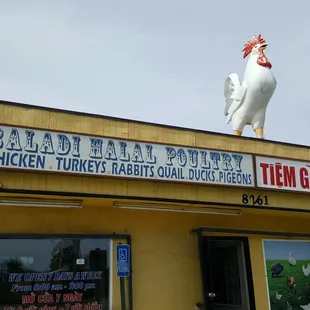 BALADI HALAL POULTRY
CHICKEN . TURKEYS . RABBITS QUAIL DUCKS . PIGEONS
TIỆM G
8761
WE OPEN 7 DAYS A WEEK
From 8:00 am - 7:00 pm
MỞ CỬA 7 NGÀY